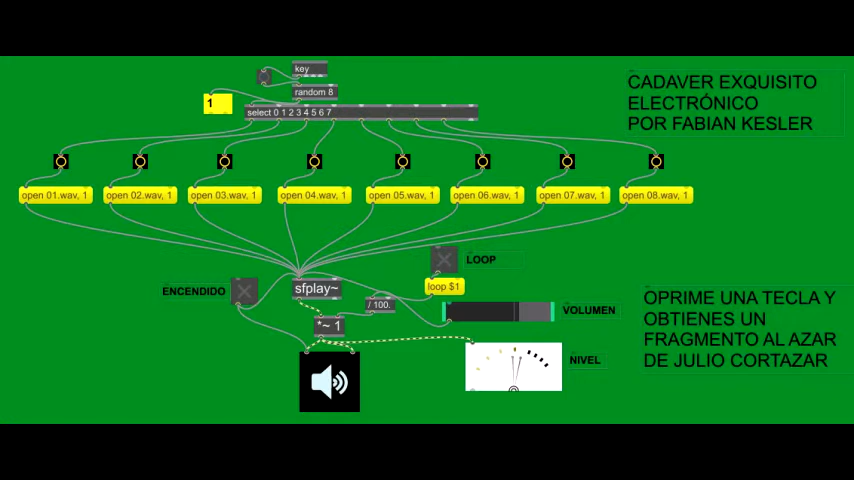 key
random 8
1
select 0 1 2 3 4 5 6 7
CADAVER EXQUISITO
ELECTRÓNICO
POR FABIAN KESLER
open 01.wav, 1
open 02.wav, 1
open 03.wav, 1
open 04.wav, 1
open 05.wav, 1
open 06.wav, 1
open 07.wav, 1
open 08.wav, 1
LOOP
ENCENDIDO
sfplay~
loop $1
/ 100.
VOLUMEN
*~ 1
NIVEL
OPRIME UNA TECLA Y
OBTIENES UN
FRAGMENTO AL AZAR
DE JULIO CORTAZAR